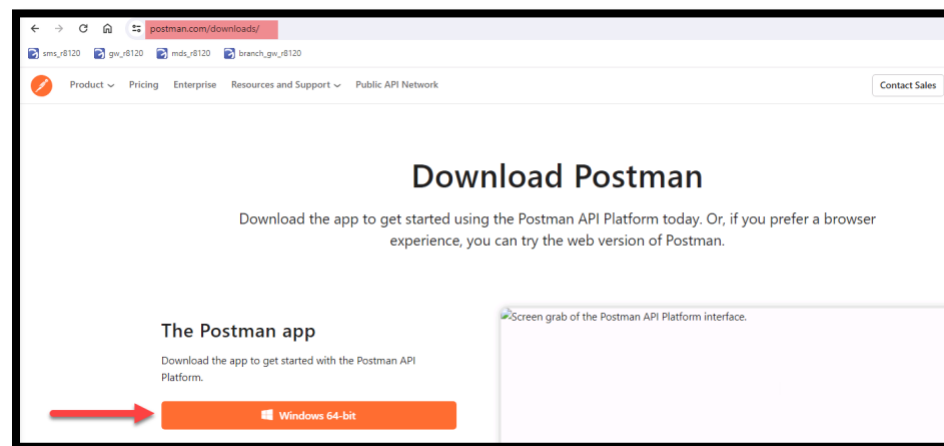 postman.com/downloads/
sms_r8120 gw_r8120 mds_r8120 branch_gw_r8120
Product Pricing Enterprise Resources and Support Public API Network Contact Sales
Download Postman
Download the app to get started using the Postman API Platform today. Or, if you prefer a browser
experience, you can try the web version of Postman.
The Postman app
Download the app to get started with the Postman API
Platform.
Windows 64-bit
Screen grab of the Postman API Platform interface.